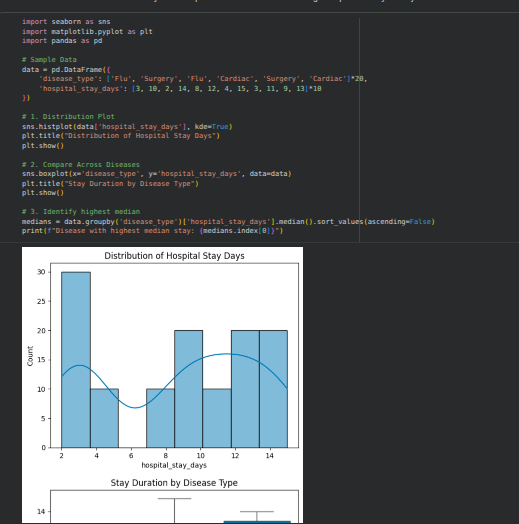 import seaborn as sns
import matplotlib.pyplot as plt
import pandas as pd
# Sample Data
data = pd.DataFrame({
    'disease_type': ['Flu', 'Surgery', 'Flu', 'Cardiac', 'Surgery', 'Cardiac']*20,
    'hospital_stay_days': [3, 10, 2, 14, 8, 12, 4, 15, 3, 11, 9, 13]*10
})
# 1. Distribution Plot
sns.histplot(data['hospital_stay_days'], kde=True)
plt.title("Distribution of Hospital Stay Days")
plt.show()
# 2. Compare Across Diseases
sns.boxplot(x='disease_type', y='hospital_stay_days', data=data)
plt.title("Stay Duration by Disease Type")
plt.show()
# 3. Identify highest median
medians = data.groupby('disease_type')['hospital_stay_days'].median().sort_values(ascending=False)
print(f"Disease with highest median stay: {medians.index[0]}")
Distribution of Hospital Stay Days
30
25
20
15
10
5
0
Count
2 4 6 8 10 12 14
hospital_stay_days
Stay Duration by Disease Type
14